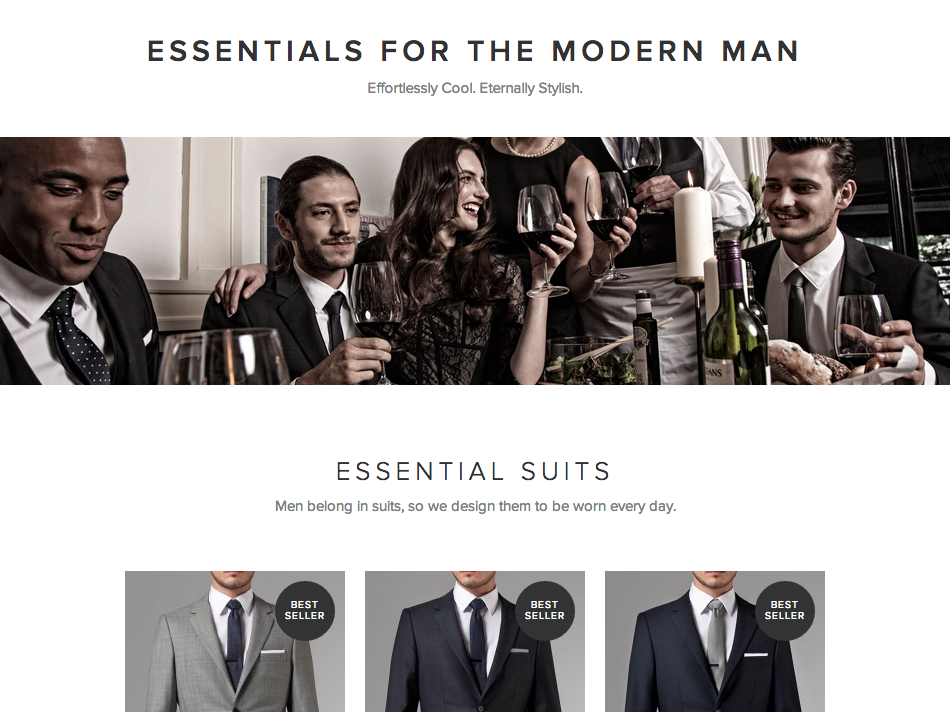 ESSENTIALS FOR THE MODERN MAN
Effortlessly Cool. Eternally Stylish.
ESSENTIAL SUITS
Men belong in suits, so we design them to be worn every day.
BEST
SELLER
BEST
SELLER
BEST
SELLER